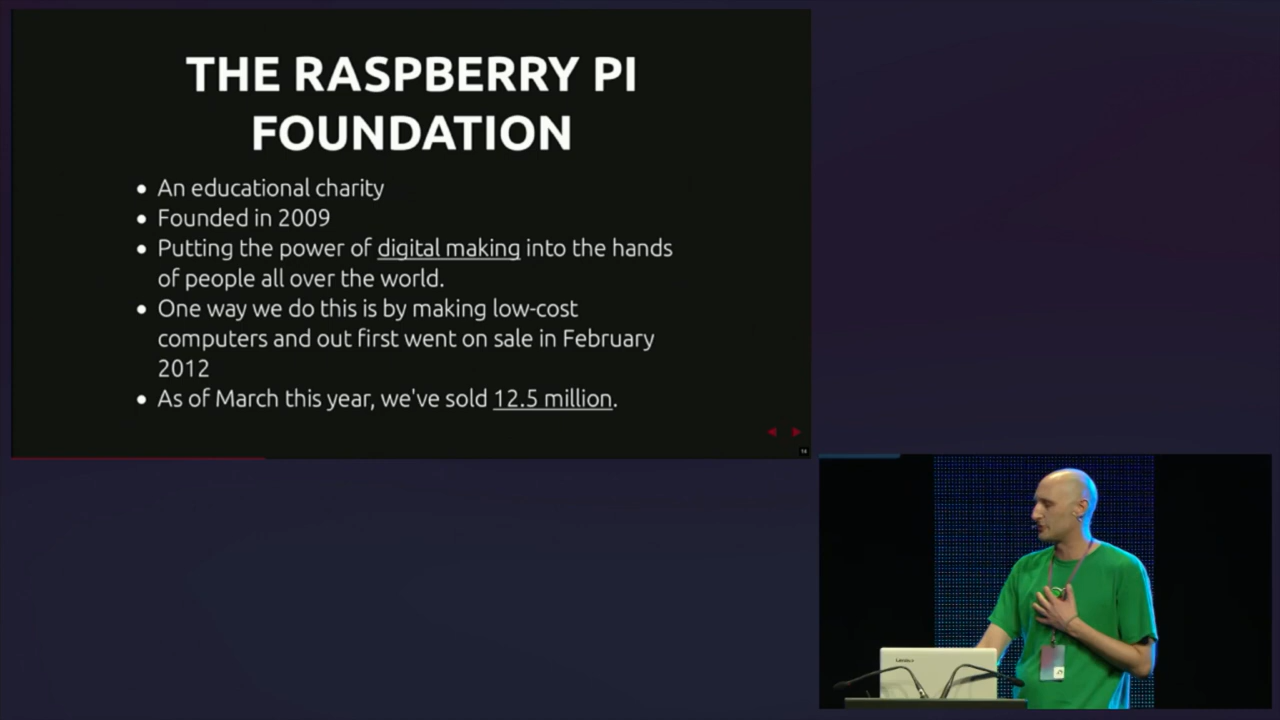 THE RASPBERRY PI
FOUNDATION
• An educational charity
• Founded in 2009
• Putting the power of digital making into the hands
of people all over the world.
• One way we do this is by making low-cost
computers and out first went on sale in February
2012
• As of March this year, we've sold 12.5 million.
Lenovo